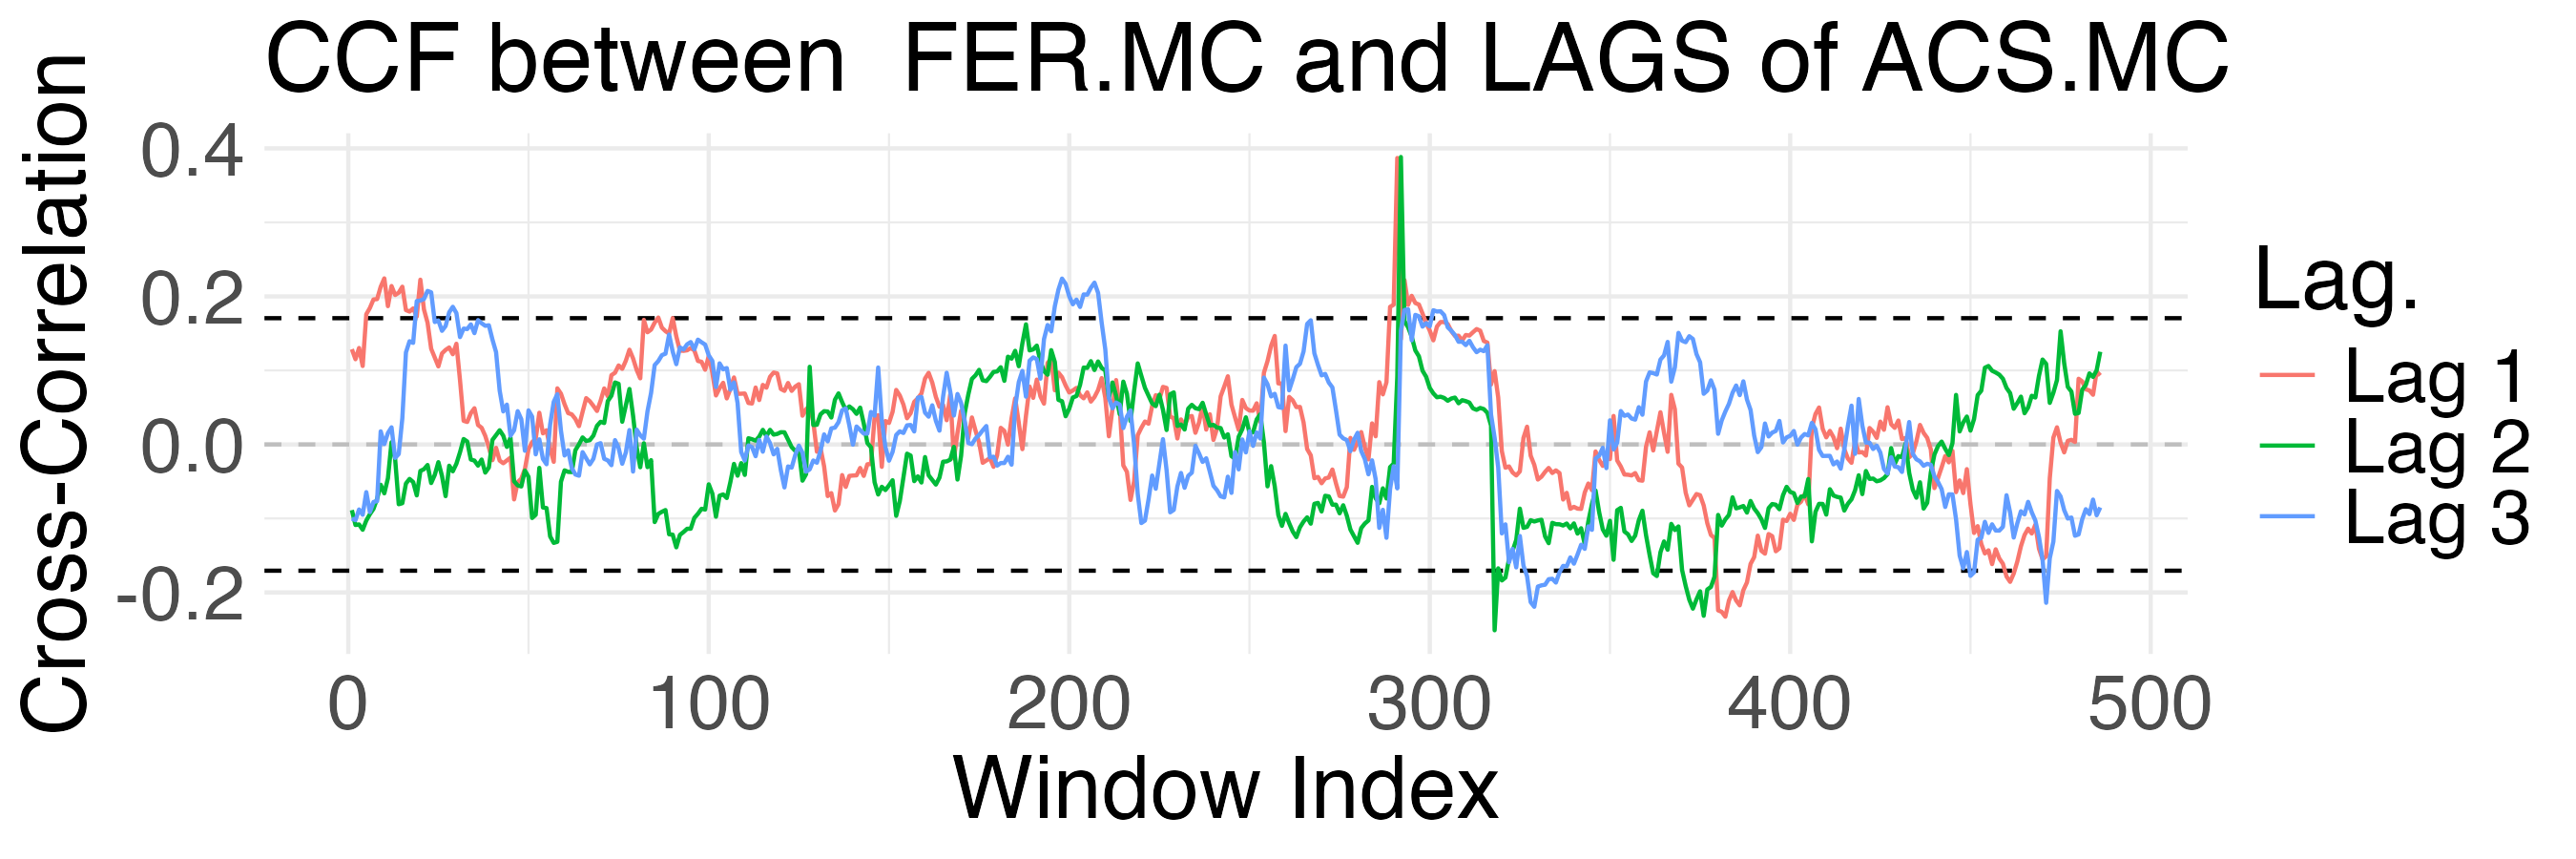 CCF between  FER.MC and LAGS of ACS.MC
Cross-Correlation
0.4
0.2
0.0
-0.2
0
100
200
300
400
500
Window Index
Lag.
Lag 1
Lag 2
Lag 3